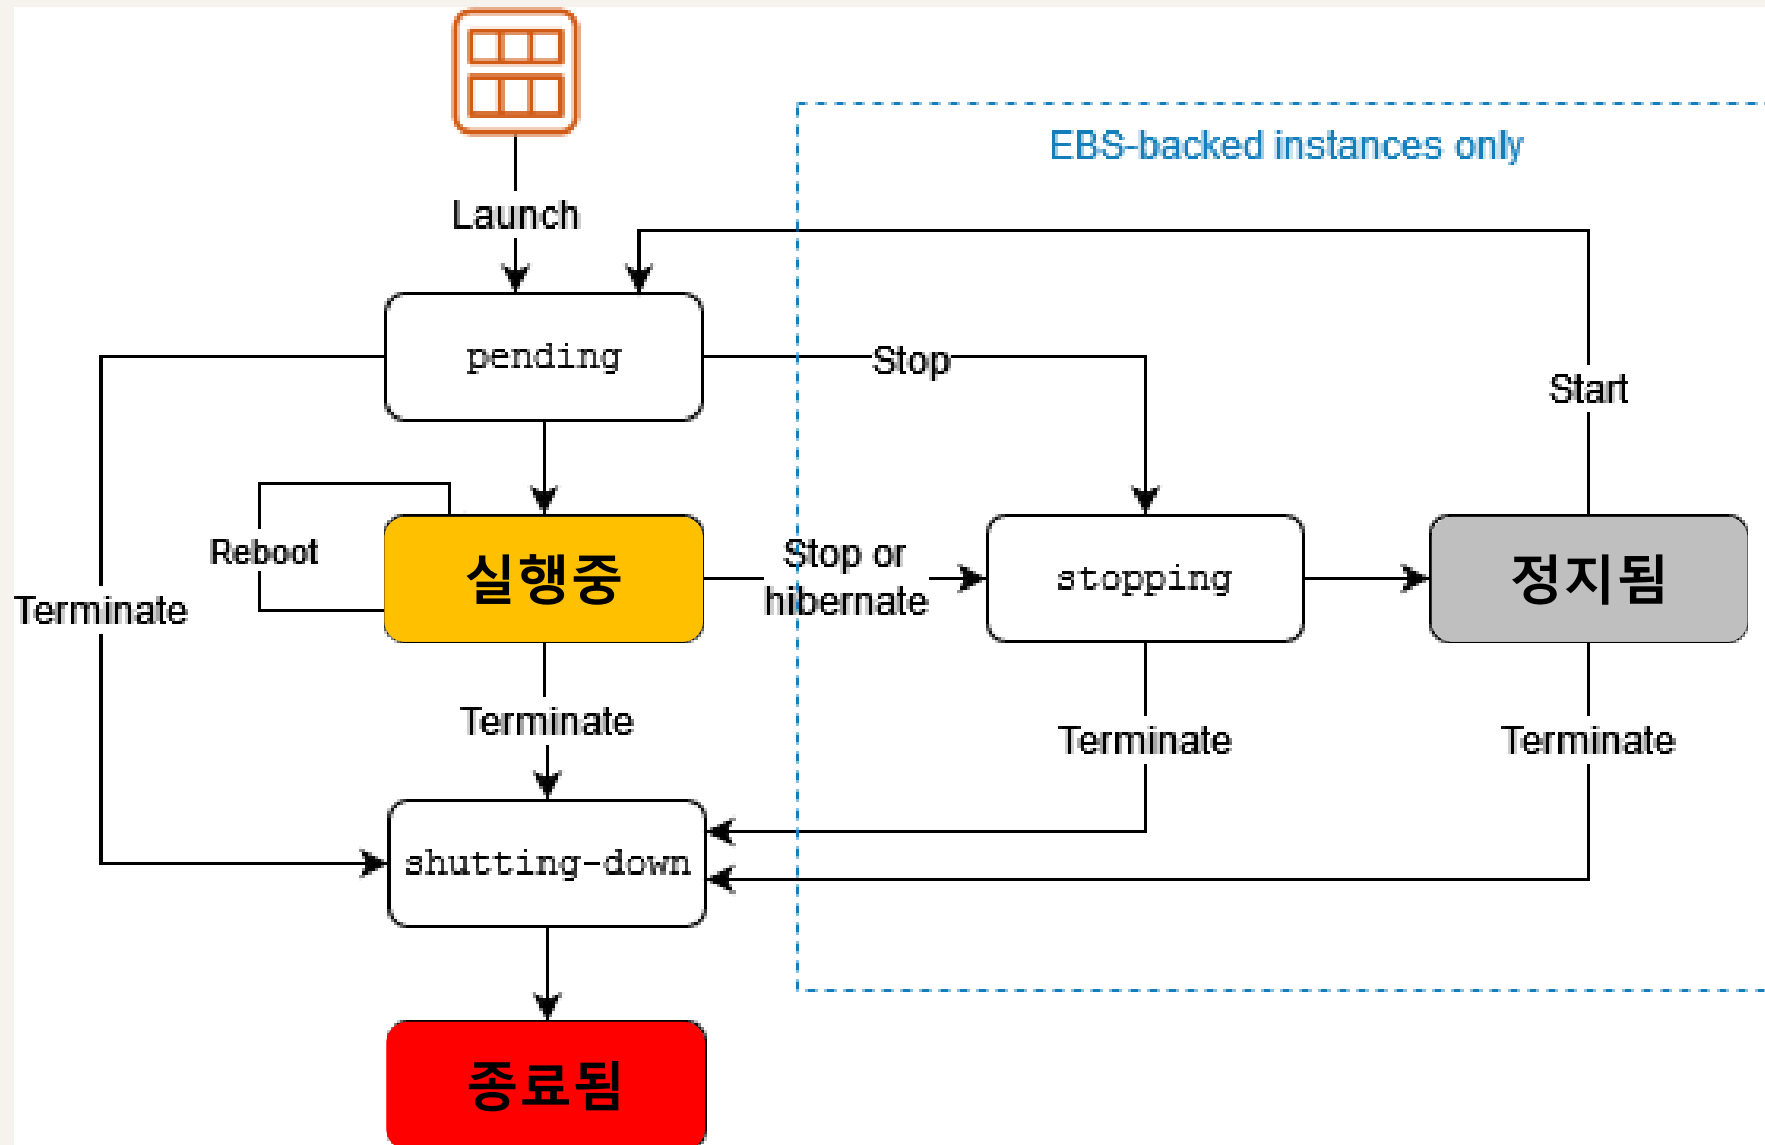 EBS-backed instances only
Launch
pending
Stop
Start
Reboot
실행중
Stop or
hibernate
stopping
정지됨
Terminate
Terminate
Terminate
Terminate
shutting-down
종료됨